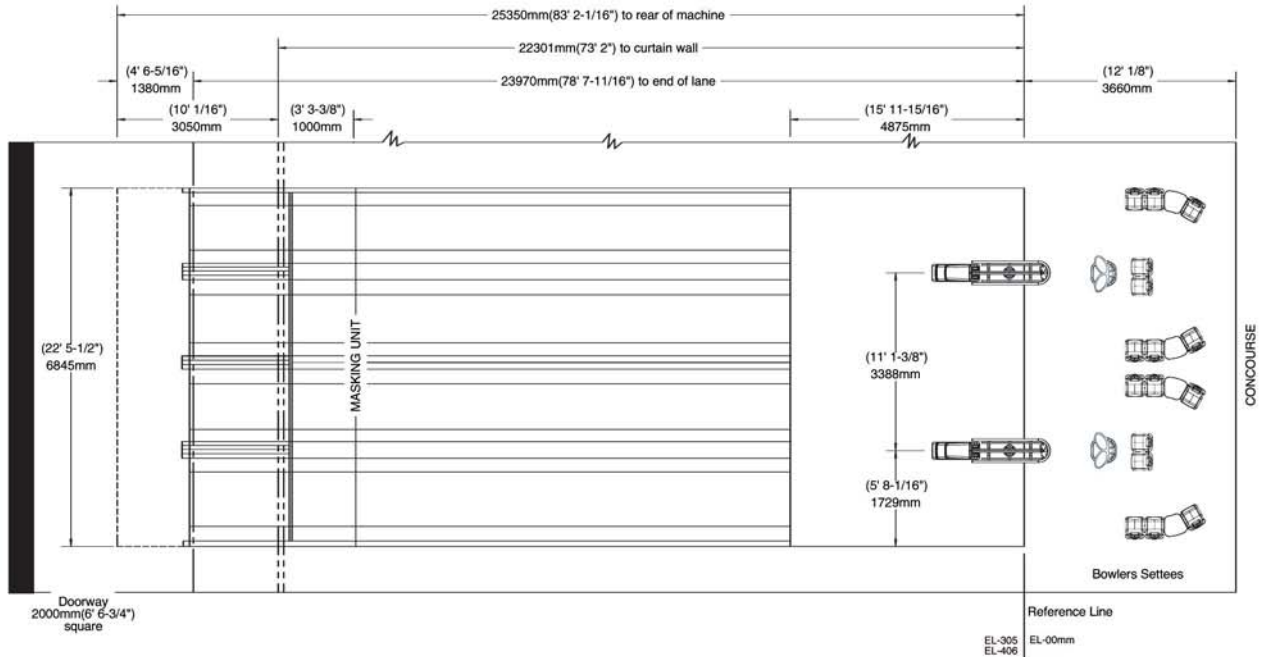 25350mm(83' 2-1/16") to rear of machine
22301mm(73' 2") to curtain wall
(4' 6-5/16")
1380mm
23970mm(78' 7-11/16") to end of lane
(12' 1/8")
3660mm
(10' 1/16")
3050mm
(3' 3-3/8")
1000mm
(15' 11-15/16")
4875mm
(22' 5-1/2")
6845mm
MASKING UNIT
(11' 1-3/8")
3388mm
(5' 8-1/16")
1729mm
CONCOURSE
Bowlers Settees
Doorway
2000mm(6' 6-3/4")
square
Reference Line
EL-305
EL-406
EL-00mm